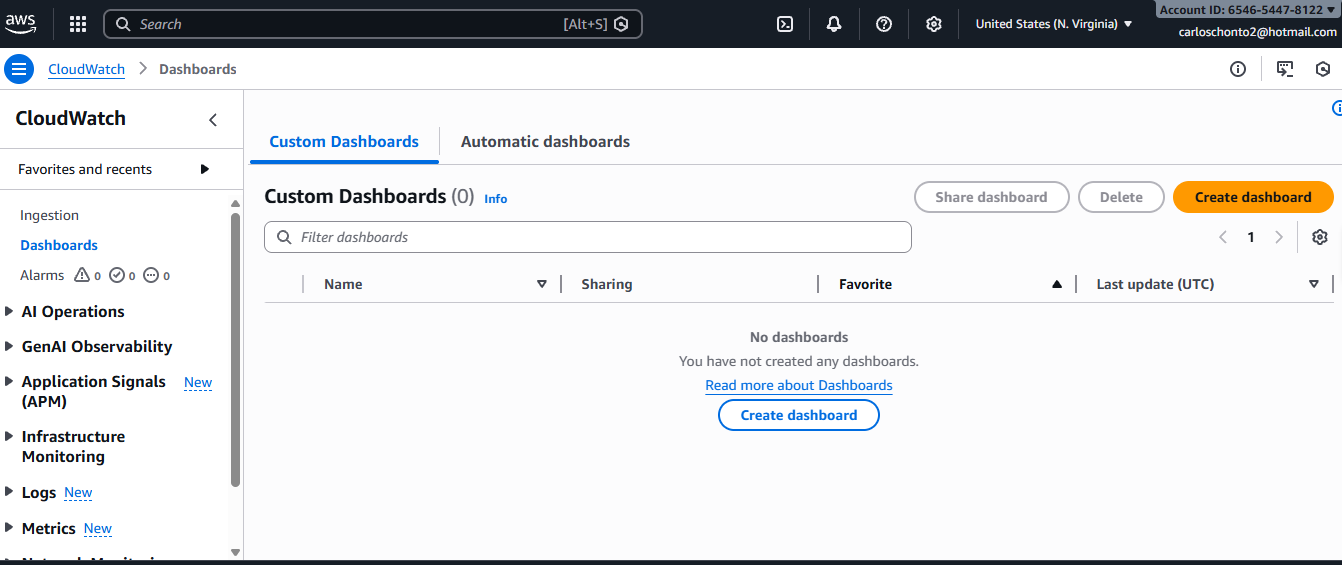 aws
Search [Alt+S]
United States (N. Virginia)
Account ID: 6546-5447-8122
carloschonto2@hotmail.com
CloudWatch > Dashboards
CloudWatch
Favorites and recents
Ingestion
Dashboards
Alarms 0 0 0
AI Operations
GenAI Observability
Application Signals New
(APM)
Infrastructure
Monitoring
Logs New
Metrics New
Custom Dashboards Automatic dashboards
Custom Dashboards (0) Info
Share dashboard Delete Create dashboard
Filter dashboards
1
Name Sharing Favorite Last update (UTC)
No dashboards
You have not created any dashboards.
Read more about Dashboards
Create dashboard